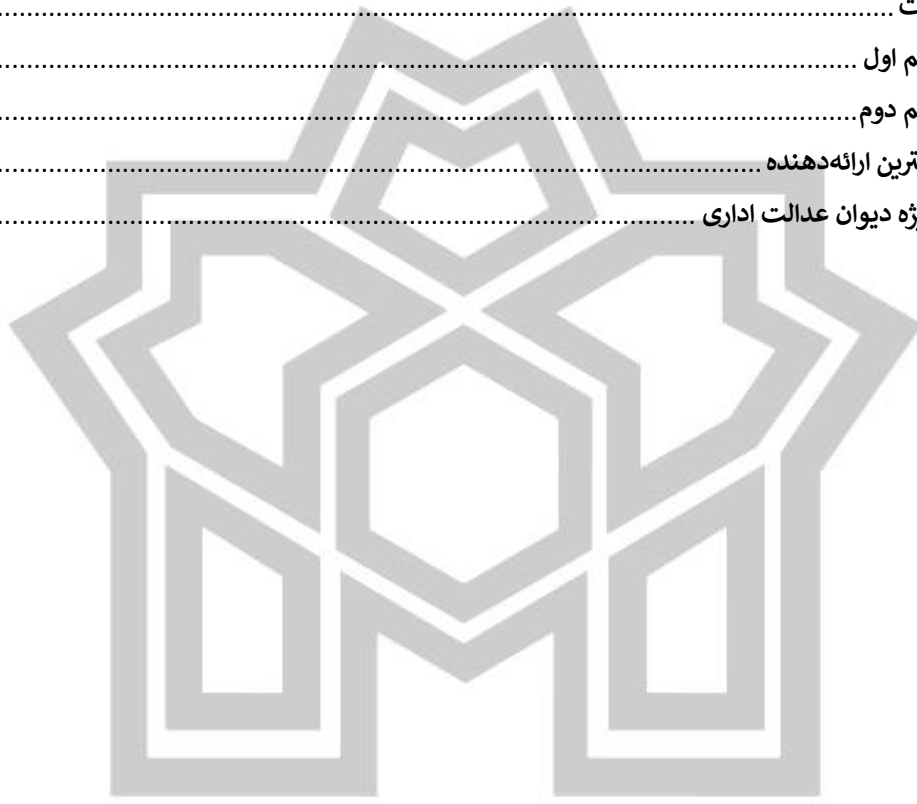 ت
م اول
م دوم
ترین ارائه‌دهنده
ژه دیوان عدالت اداری